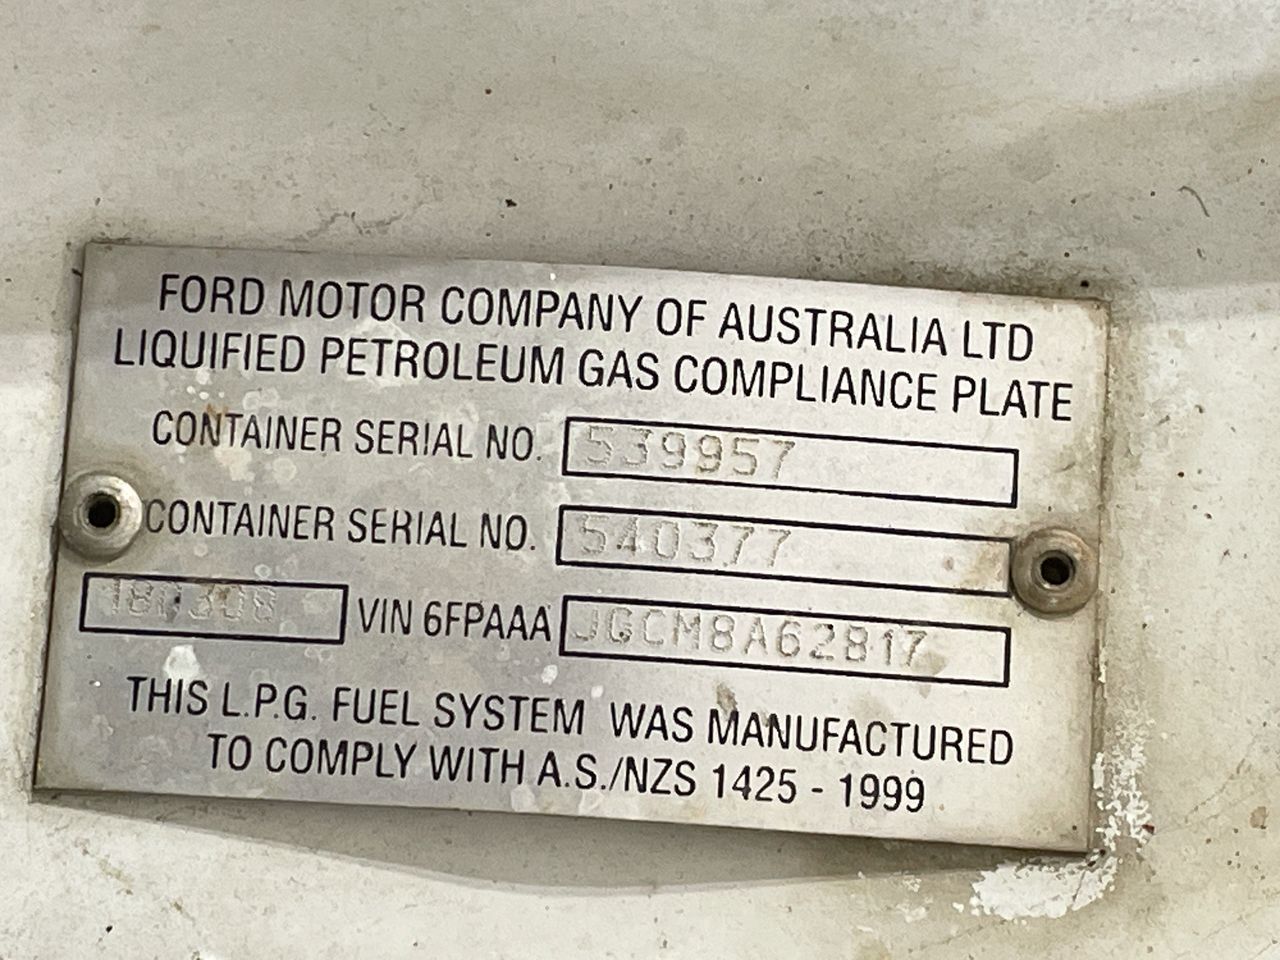 FORD MOTOR COMPANY OF AUSTRALIA LTD
LIQUIFIED PETROLEUM GAS COMPLIANCE PLATE
CONTAINER SERIAL NO. 539957
CONTAINER SERIAL NO. 540377
180308 VIN 6FPAAA JGCM8A62817
THIS L.P.G. FUEL SYSTEM WAS MANUFACTURED
TO COMPLY WITH A.S./NZS 1425 - 1999